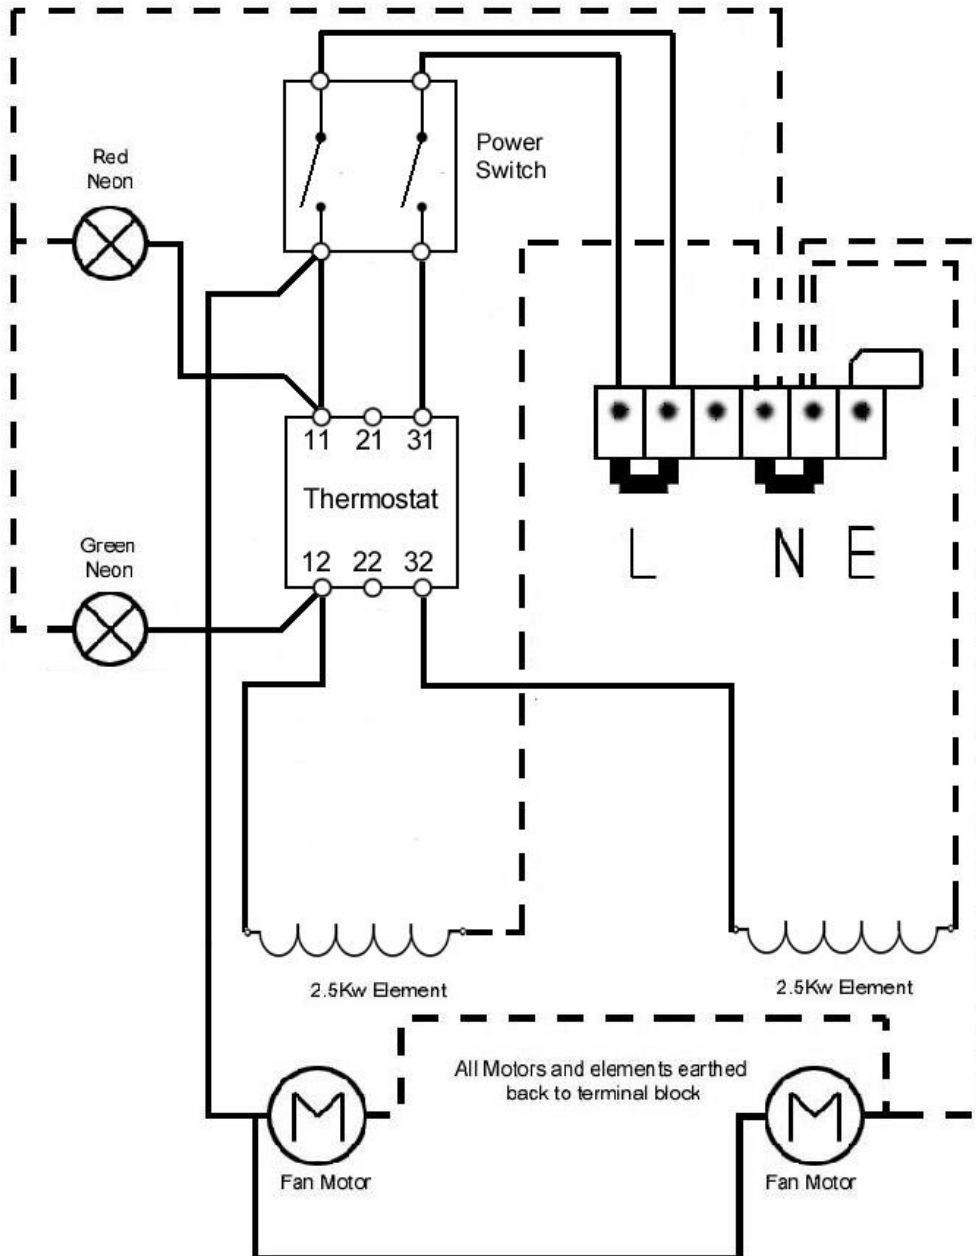 Power
Switch
Red
Neon
11 21 31
Thermostat
12 22 32
L N E
Green
Neon
2.5Kw Element
2.5Kw Element
All Motors and elements earthed
back to terminal block
M
M
Fan Motor
Fan Motor